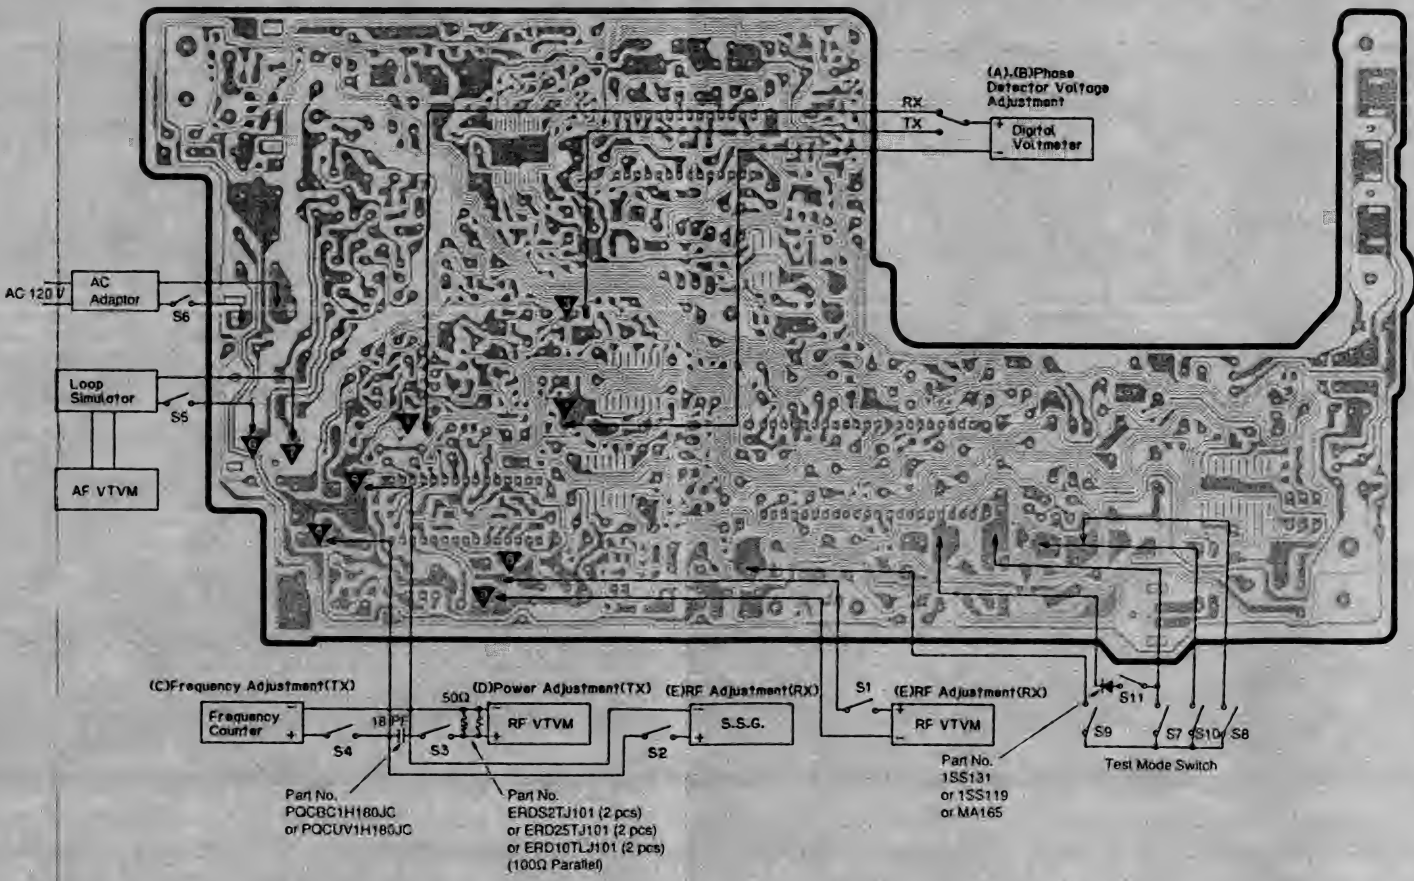 (A).(B)Phase
Detector Voltage
Adjustment
RX
TX
+
Digital
Voltmeter
-
AC 120 V
AC
Adaptor
S6
Loop
Simulator
S5
AF VTVM
(C)Frequency Adjustment(TX)
Frequency
Counter
-
+
S4
18 PF
S3
50Ω
(D)Power Adjustment(TX)
-
RF VTVM
+
(E)RF Adjustment(RX)
-
S.S.G.
+
S2
S1
(E)RF Adjustment(RX)
+
RF VTVM
-
S11
S9
S7
S10
S8
Test Mode Switch
Part No.
1SS131
or 1SS119
or MA165
Part No.
PQCBC1H180JC
or PQCUV1H180JC
Part No.
ERDS2TJ101 (2 pcs)
or ERD25TJ101 (2 pcs)
or ERD10TLJ101 (2 pcs)
(100Ω Parallel)